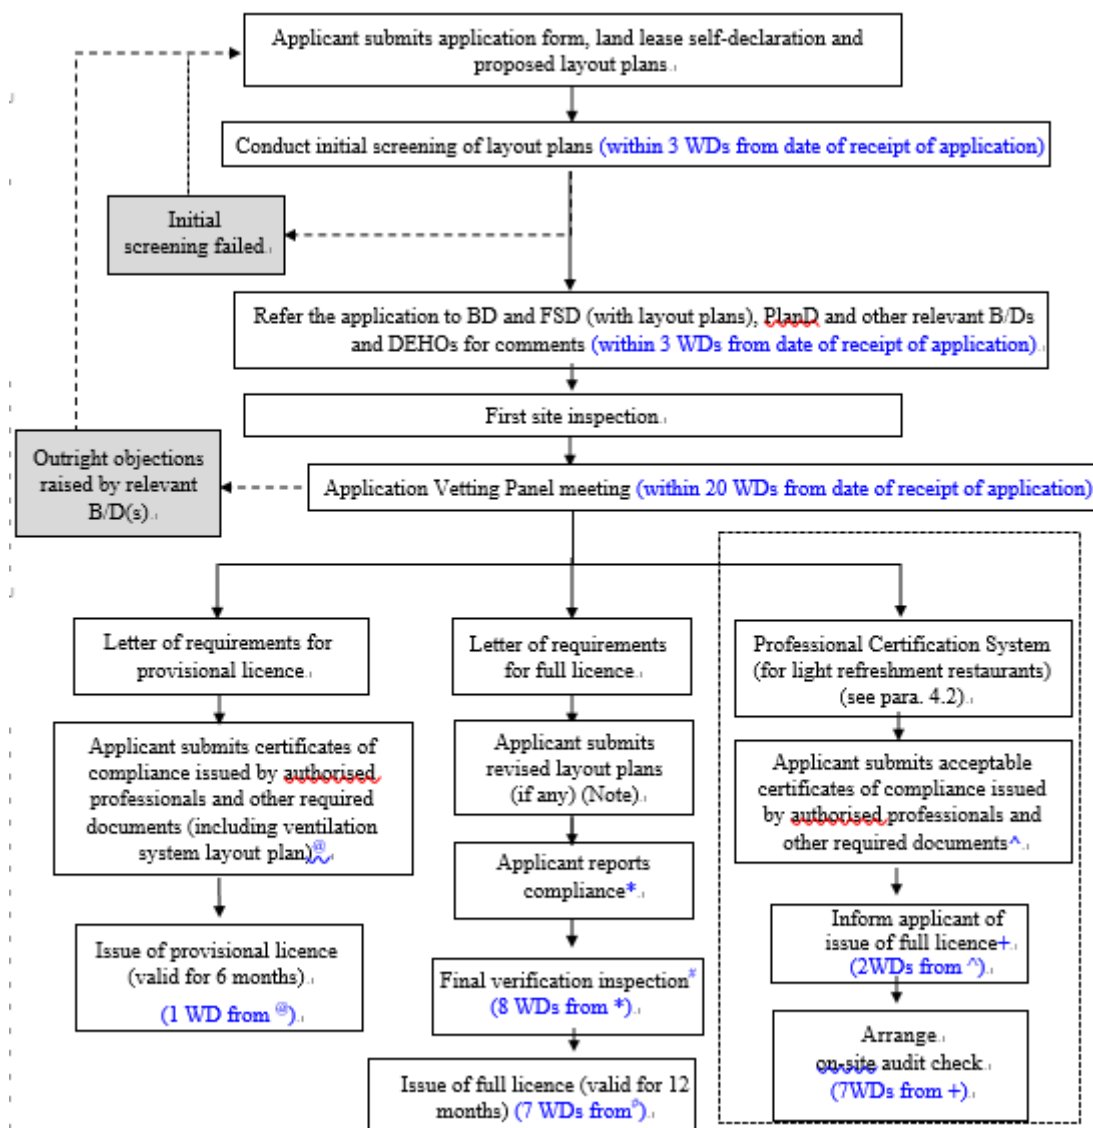 Applicant submits application form, land lease self-declaration and
proposed layout plans.
Conduct initial screening of layout plans (within 3 WDs from date of receipt of application)
Initial
screening failed.
Refer the application to BD and FSD (with layout plans), PlanD and other relevant B/Ds
and DEHOs for comments (within 3 WDs from date of receipt of application).
First site inspection.
Outright objections
raised by relevant
B/D(s).
Application Vetting Panel meeting (within 20 WDs from date of receipt of application)
Letter of requirements for
provisional licence.
Applicant submits certificates of
compliance issued by authorised
professionals and other required
documents (including ventilation
system layout plan)@.
Issue of provisional licence
(valid for 6 months).
(1 WD from @).
Letter of requirements
for full licence.
Applicant submits
revised layout plans
(if any) (Note).
Applicant reports
compliance*.
Final verification inspection#
(8 WDs from *).
Issue of full licence (valid for 12
months) (7 WDs from#).
Professional Certification System
(for light refreshment restaurants)
(see para. 4.2).
Applicant submits acceptable
certificates of compliance issued
by authorised professionals and
other required documents^.
Inform applicant of
issue of full licence+.
(2WDs from ^).
Arrange
on-site audit check.
(7WDs from +).